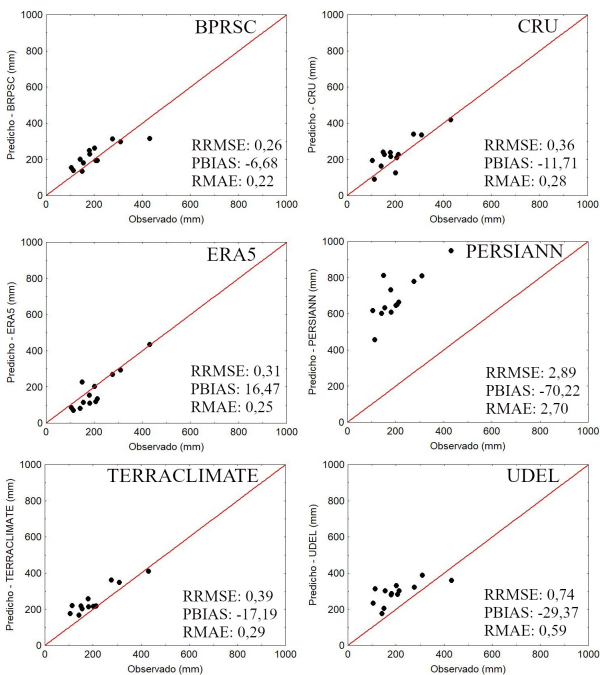 BPRSC
Predicho - BRPSC (mm)
1000
800
600
400
200
0
RRMSE: 0,26
PBIAS: -6,68
RMAE: 0,22
0 200 400 600 800 1000
Observado (mm)
CRU
Predicho - CRU (mm)
1000
800
600
400
200
0
RRMSE: 0,36
PBIAS: -11,71
RMAE: 0,28
0 200 400 600 800 1000
Observado (mm)
ERA5
Predicho - ERA5 (mm)
1000
800
600
400
200
0
RRMSE: 0,31
PBIAS: 16,47
RMAE: 0,25
0 200 400 600 800 1000
Observado (mm)
PERSIANN
Predicho - PERSIANN (mm)
1000
800
600
400
200
0
RRMSE: 2,89
PBIAS: -70,22
RMAE: 2,70
0 200 400 600 800 1000
Observado (mm)
TERRACLIMATE
Predicho - TERRACLIMATE (mm)
1000
800
600
400
200
0
RRMSE: 0,39
PBIAS: -17,19
RMAE: 0,29
0 200 400 600 800 1000
Observado (mm)
UDEL
Predicho - UDEL (mm)
1000
800
600
400
200
0
RRMSE: 0,74
PBIAS: -29,37
RMAE: 0,59
0 200 400 600 800 1000
Observado (mm)